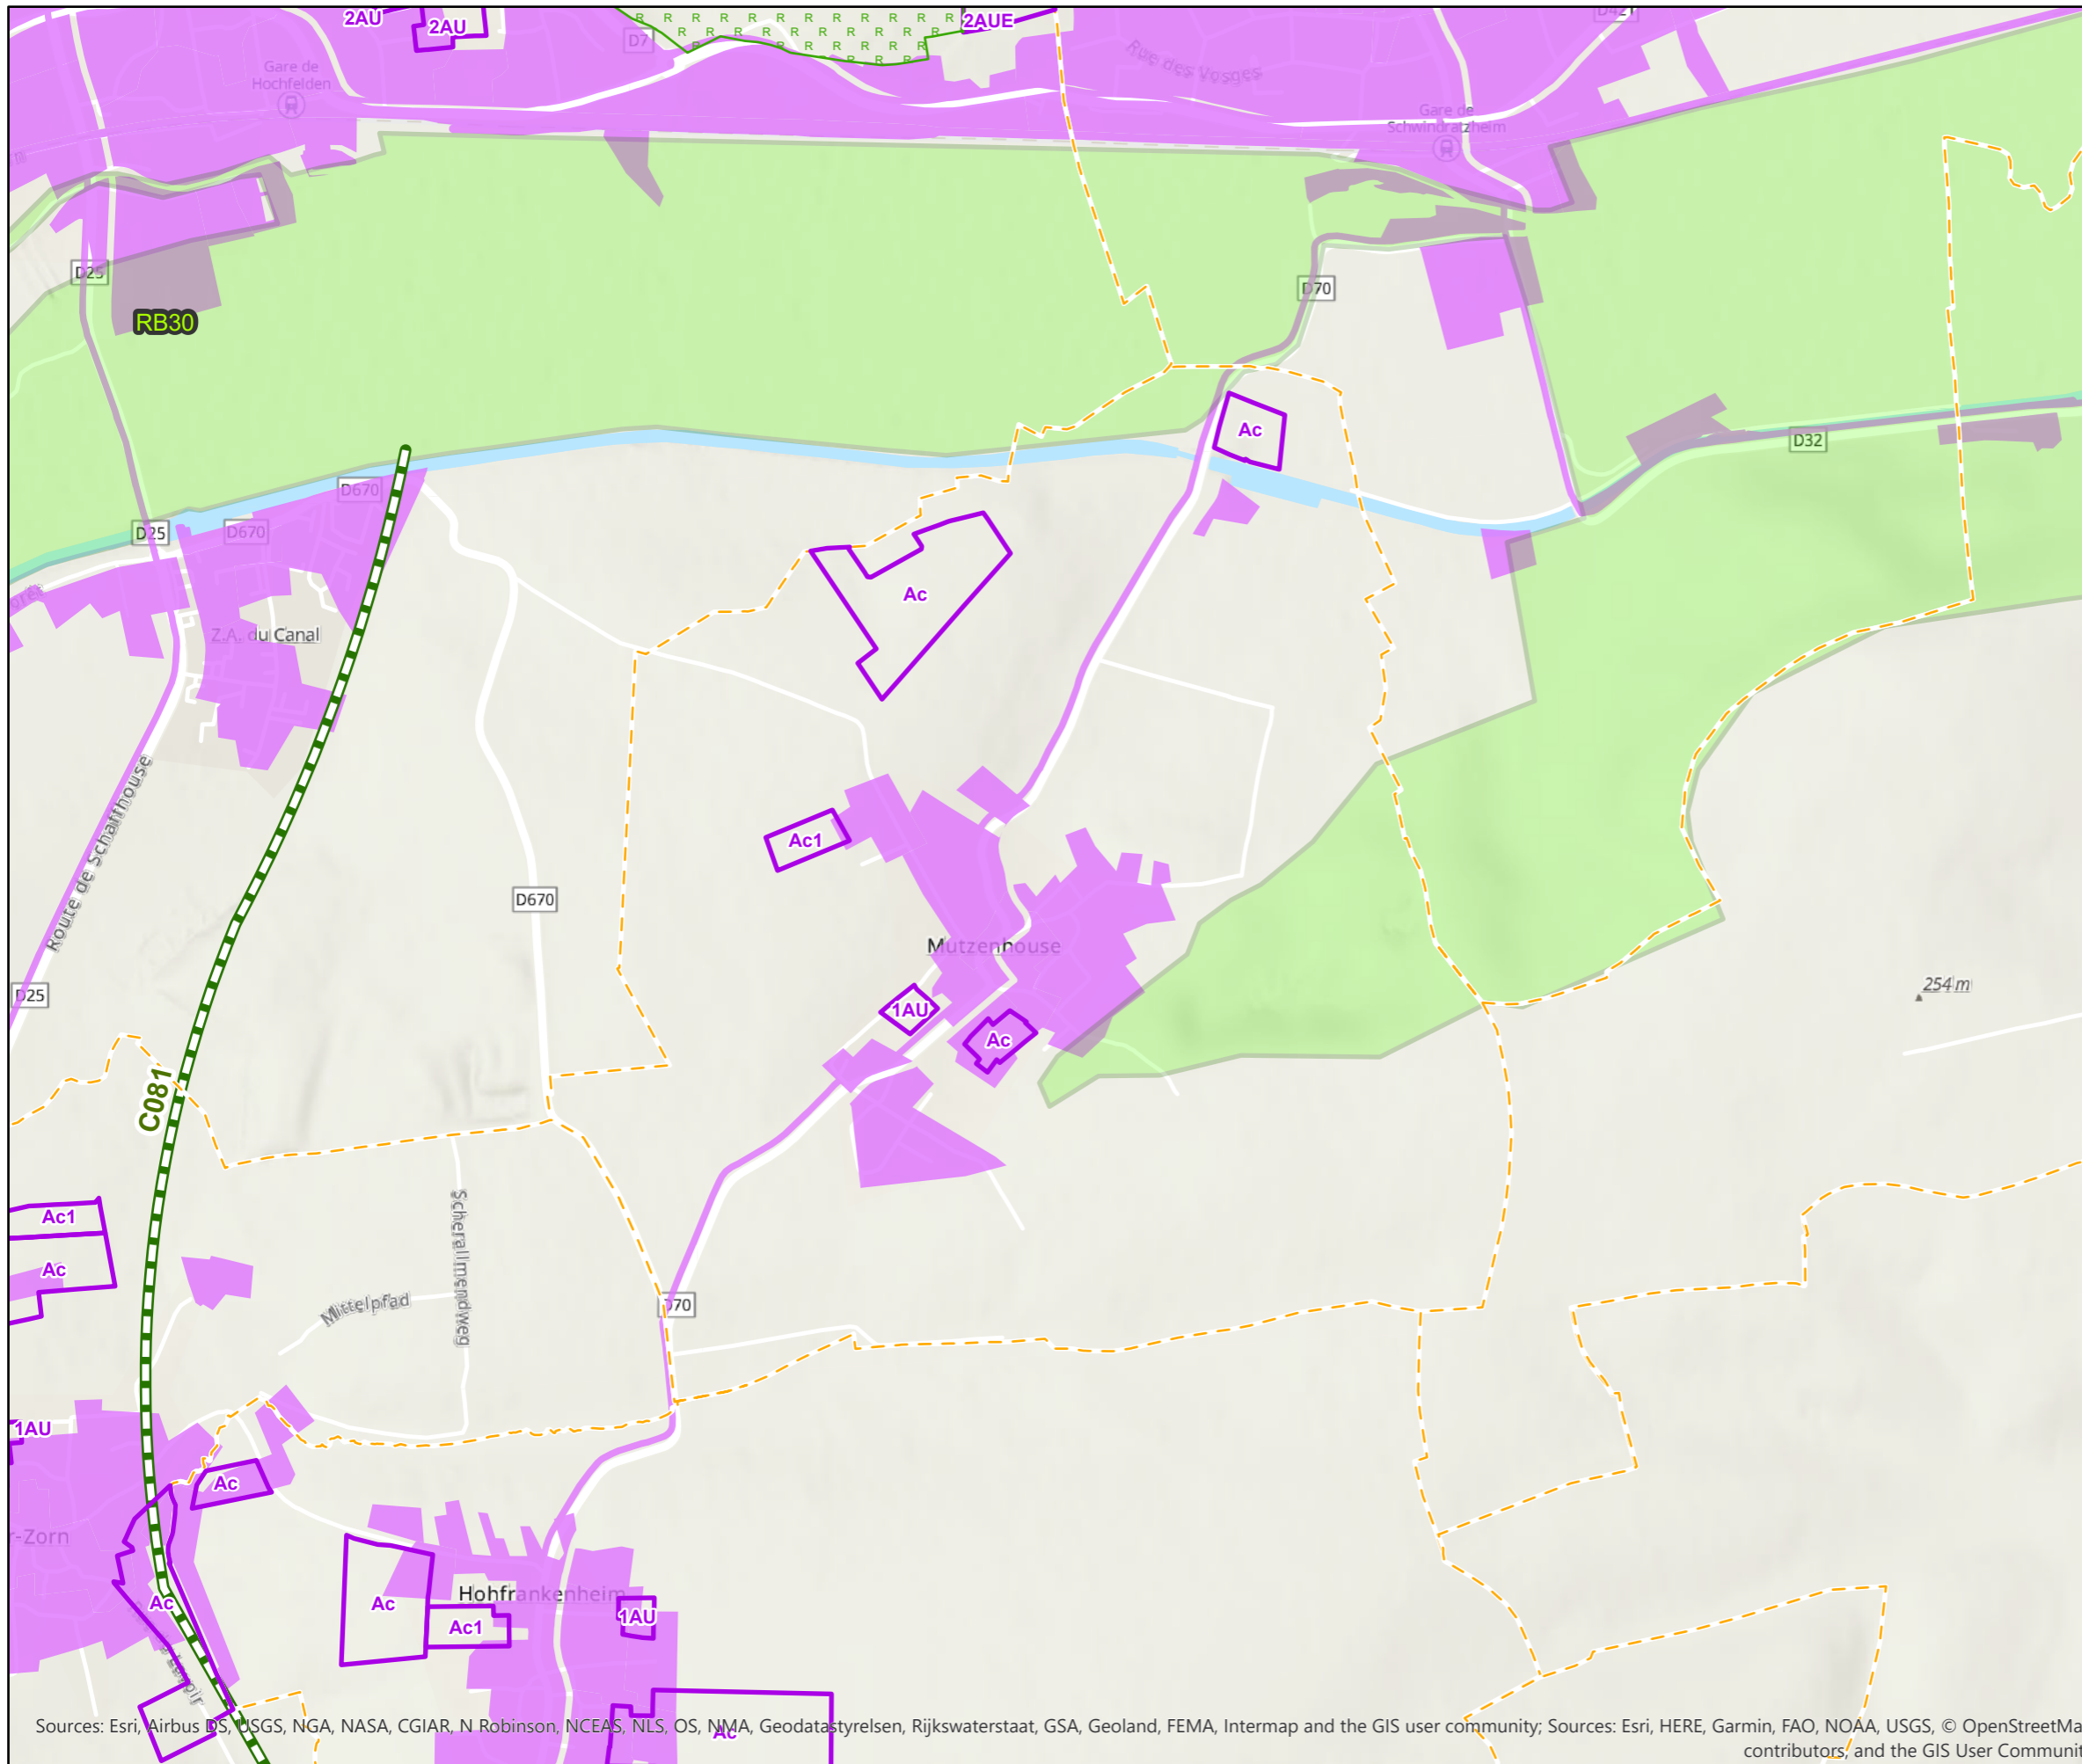 2AU
2AU
2AUE
D421
D7
Rue des Vosges
Gare de
Hochfelden
Gare de
Schwindratzheim
D25
D70
RB30
Ac
D32
D670
D25
D670
Ac
Z.A. du Canal
Route de Schaffhouse
Ac1
D670
Mutzenhouse
254 m
D25
1AU
Ac
C081
Ac1
Ac
Scherallmendweg
Mittelpfad
D70
1AU
Ac
r-Zorn
Hohfrankenheim
Ac
Ac
1AU
Ac1
Ac
Sources: Esri, Airbus DS, USGS, NGA, NASA, CGIAR, N Robinson, NCEAS, NLS, OS, NMA, Geodatastyrelsen, Rijkswaterstaat, GSA, Geoland, FEMA, Intermap and the GIS user community; Sources: Esri, HERE, Garmin, FAO, NOAA, USGS, © OpenStreetMa
contributors, and the GIS User Communit